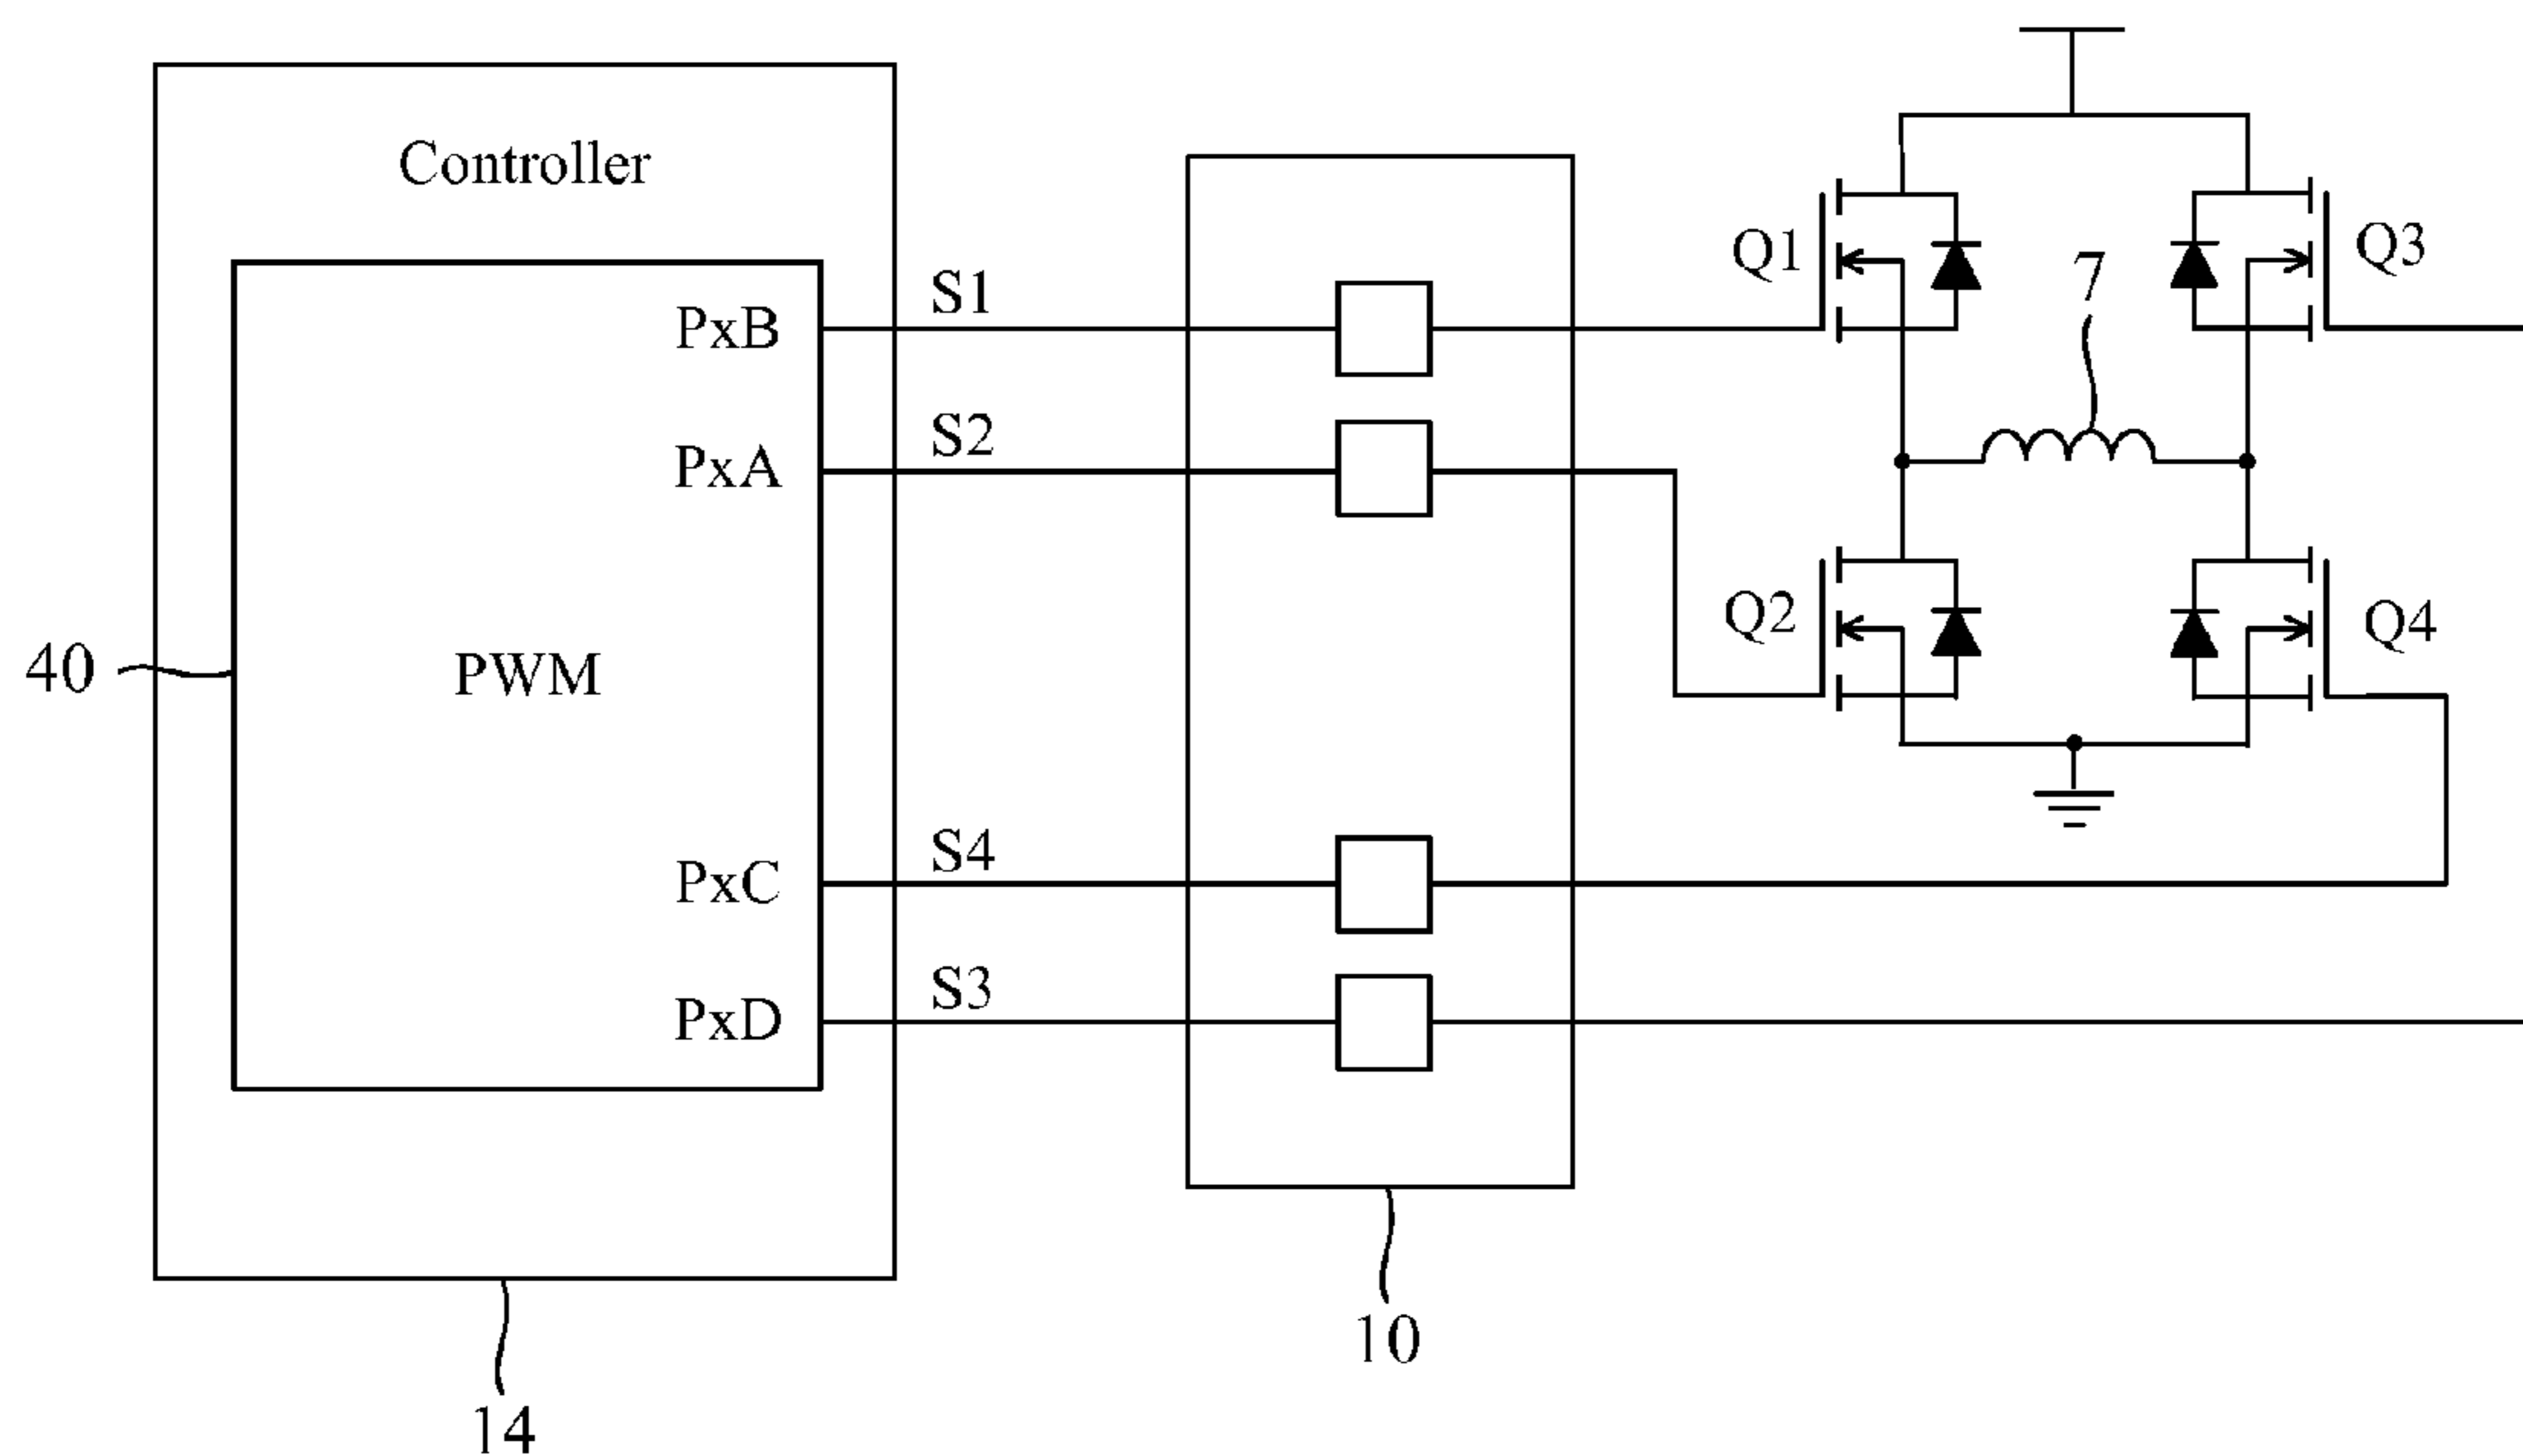 Controller
PxB
S1
Q1
7
Q3
PxA
S2
40
PWM
Q2
Q4
PxC
S4
PxD
S3
10
14